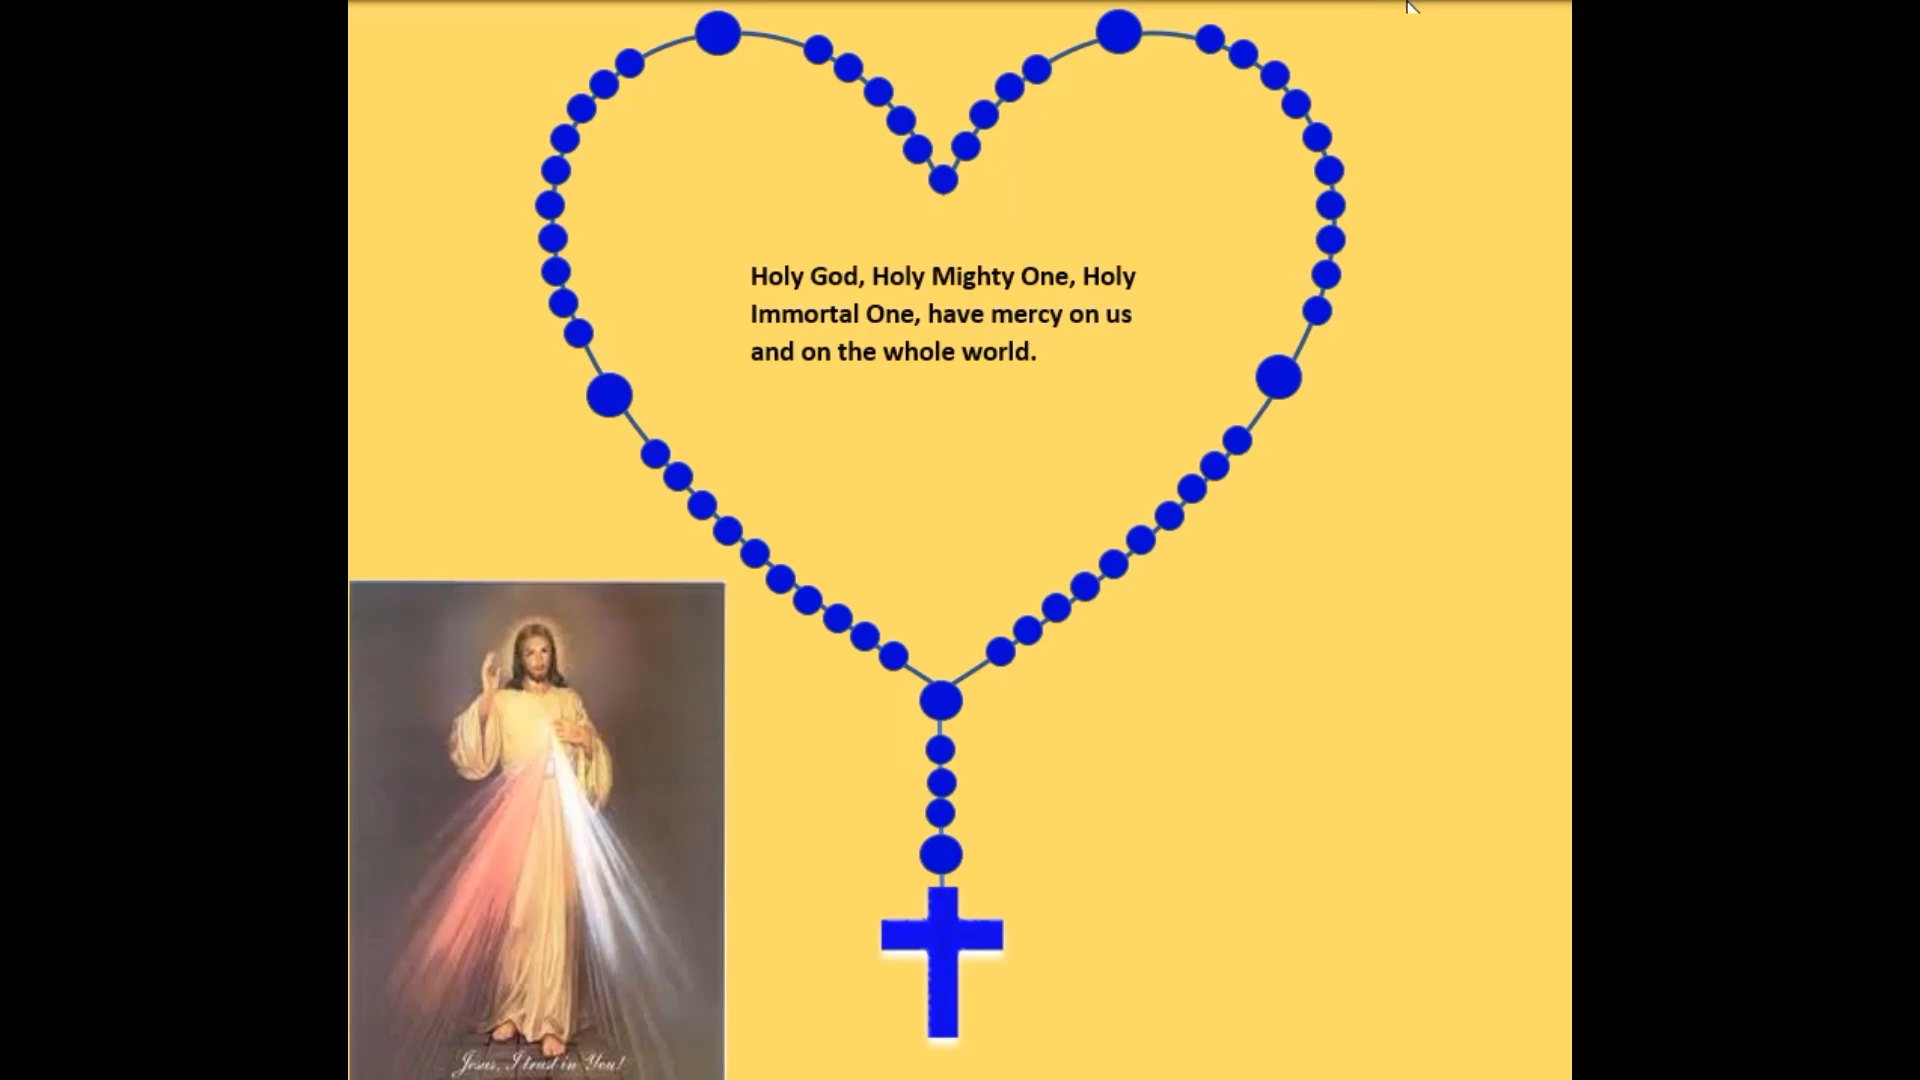 Holy God, Holy Mighty One, Holy
Immortal One, have mercy on us
and on the whole world.
Jesus, I trust in You!